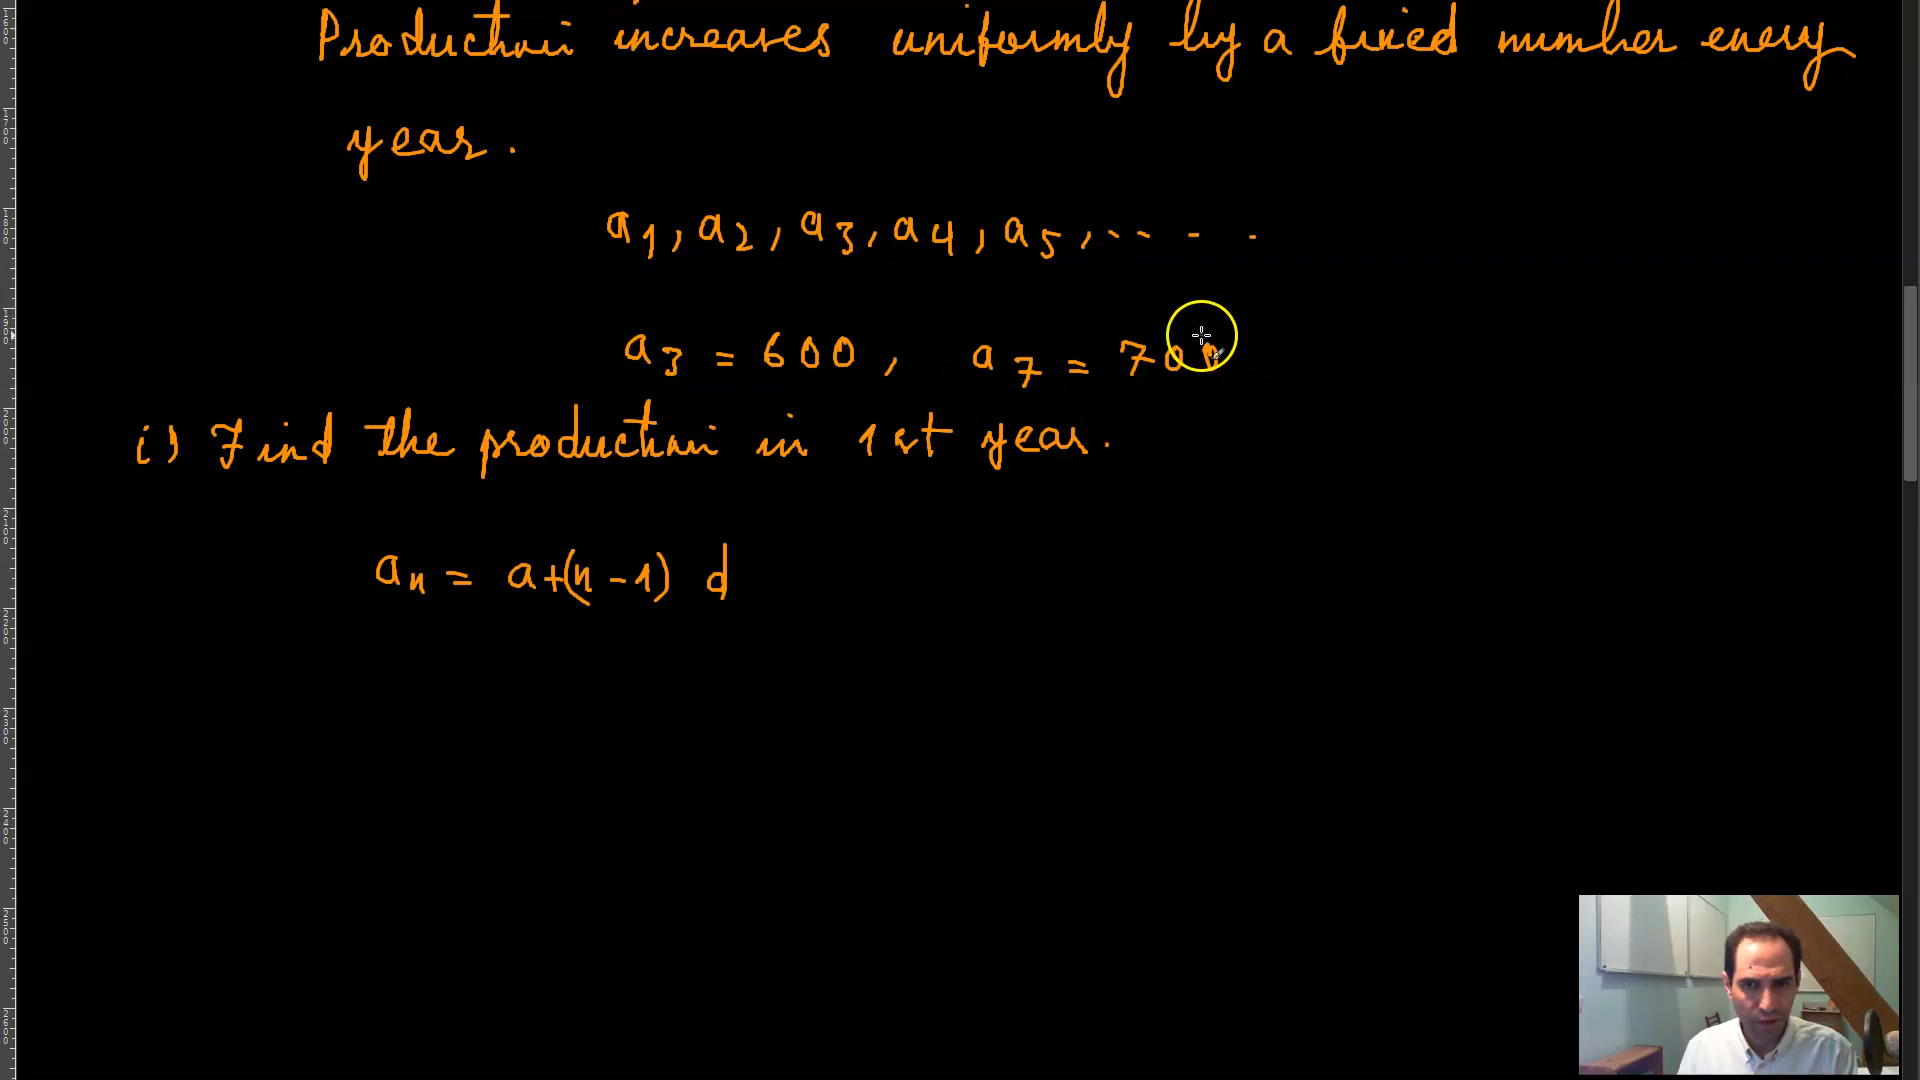 Production increases uniformly by a fixed number every
year.
a1, a2, a3, a4, a5, .....
a3 = 600, a7 = 700
i) Find the production in 1st year.
an = a+(n-1) d